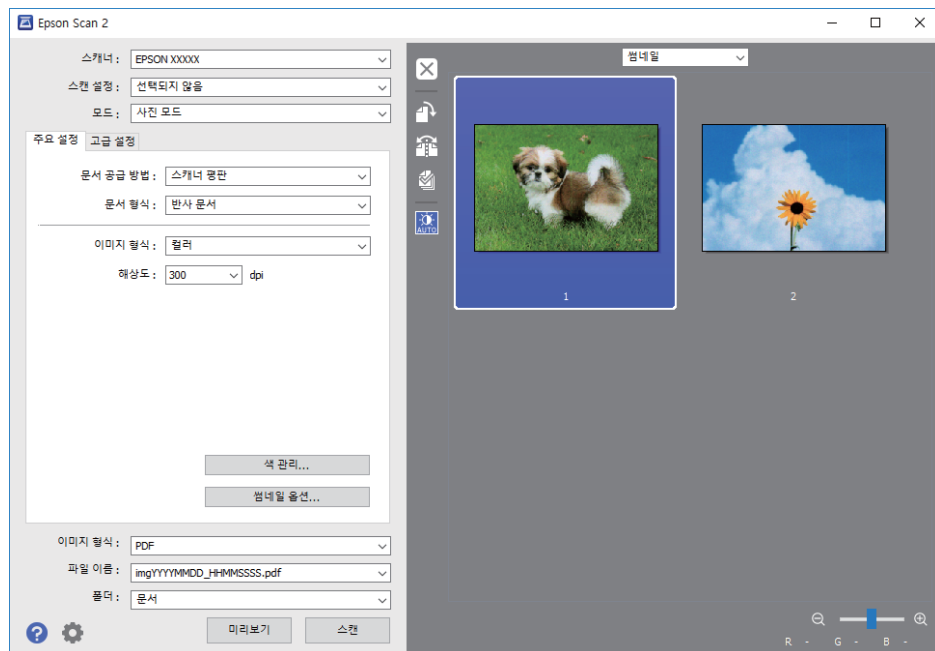 Epson Scan 2
스캐너 : EPSON XXXXX
스캔 설정 : 선택되지 않음
모드 : 사진 모드
주요 설정 고급 설정
문서 공급 방법 : 스캐너 평판
문서 형식 : 반사 문서
이미지 형식 : 컬러
해상도 : 300 dpi
색 관리...
썸네일 옵션...
이미지 형식 : PDF
파일 이름 : imgYYYYMMDD_HHMMSSSS.pdf
폴더 : 문서
?
미리보기 스캔
썸네일
AUTO
1 2
R - G - B -